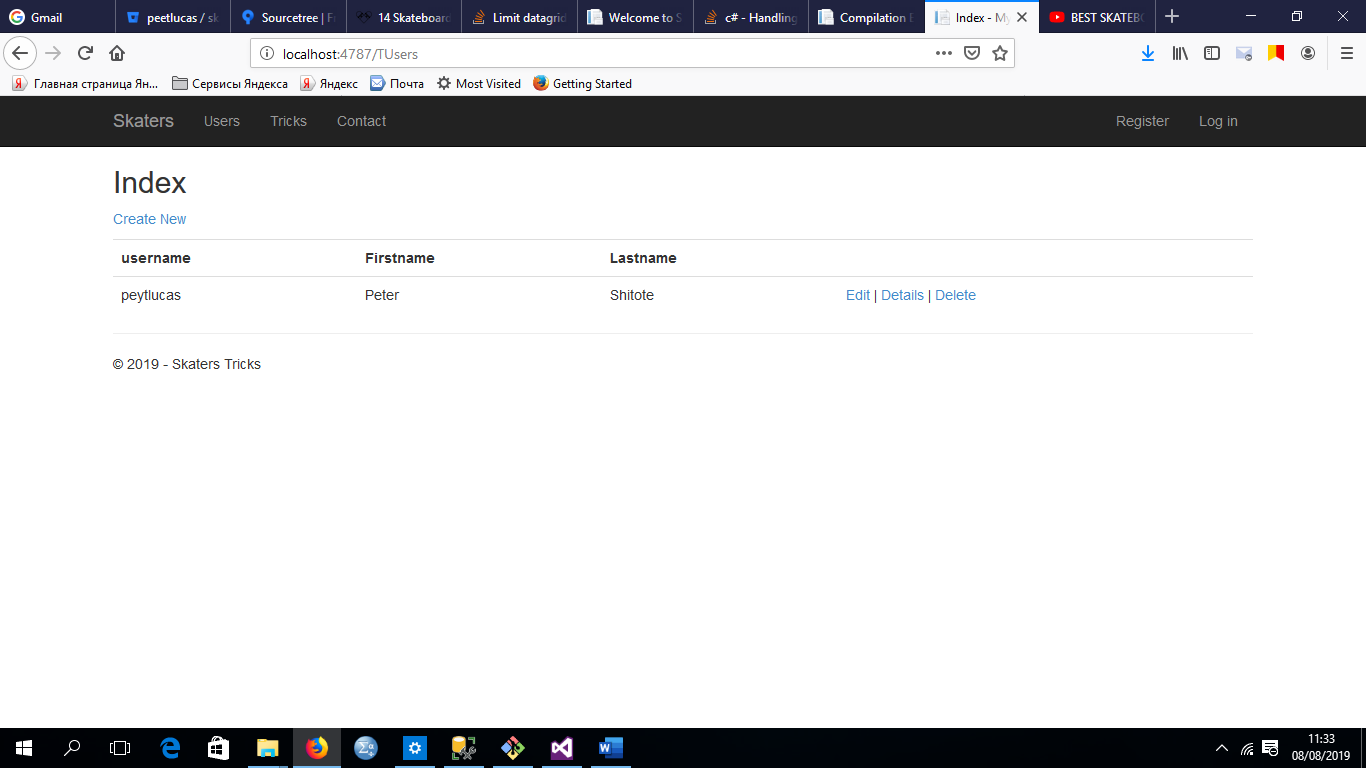 Gmail peetlucas / sk Sourcetree | F 14 Skateboard Limit datagrid Welcome to S c# - Handling Compilation E Index - My BEST SKATEBO
localhost:4787/TUsers
Главная страница Ян... Сервисы Яндекса Яндекс Почта Most Visited Getting Started
Skaters Users Tricks Contact Register Log in
Index
Create New
username Firstname Lastname
peytlucas Peter Shitote Edit | Details | Delete
© 2019 - Skaters Tricks
11:33
08/08/2019